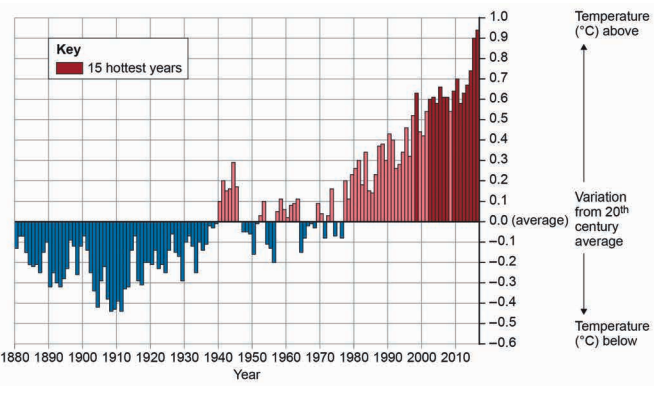 Key
15 hottest years
1.0
0.9
0.8
0.7
0.6
0.5
0.4
0.3
0.2
0.1
0.0 (average)
–0.1
–0.2
–0.3
–0.4
–0.5
–0.6
Temperature
(°C) above
Variation
from 20th
century
average
Temperature
(°C) below
1880 1890 1900 1910 1920 1930 1940 1950 1960 1970 1980 1990 2000 2010
Year